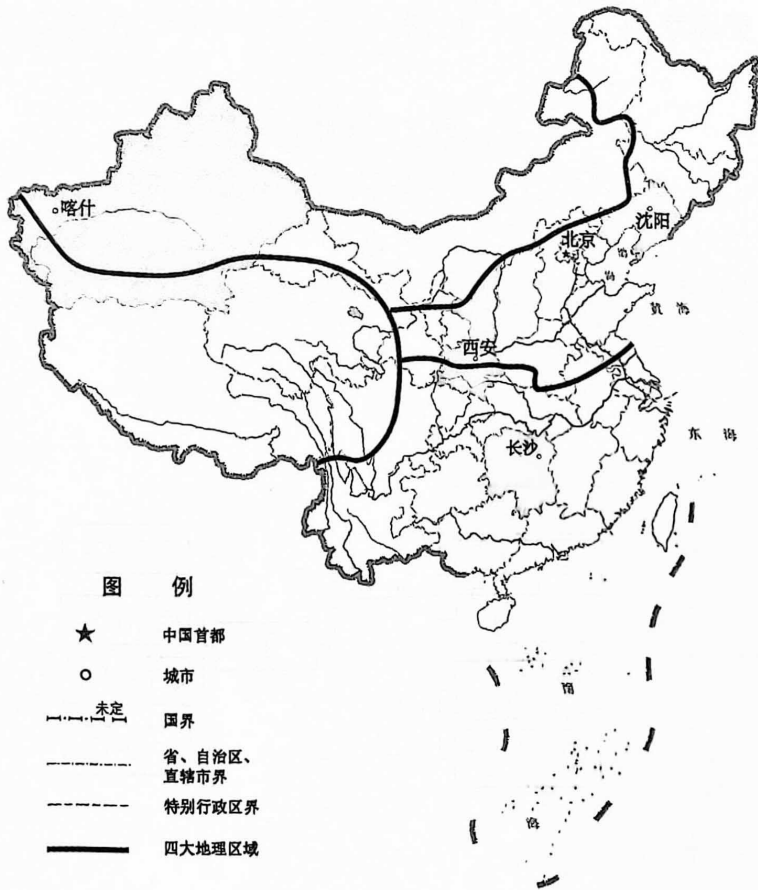 喀什
沈阳
北京
渤
海
黄 海
西安
东 海
长沙
图 例
中国首都
城市
未定
国界
省、自治区、
直辖市界
特别行政区界
四大地理区域
南
海